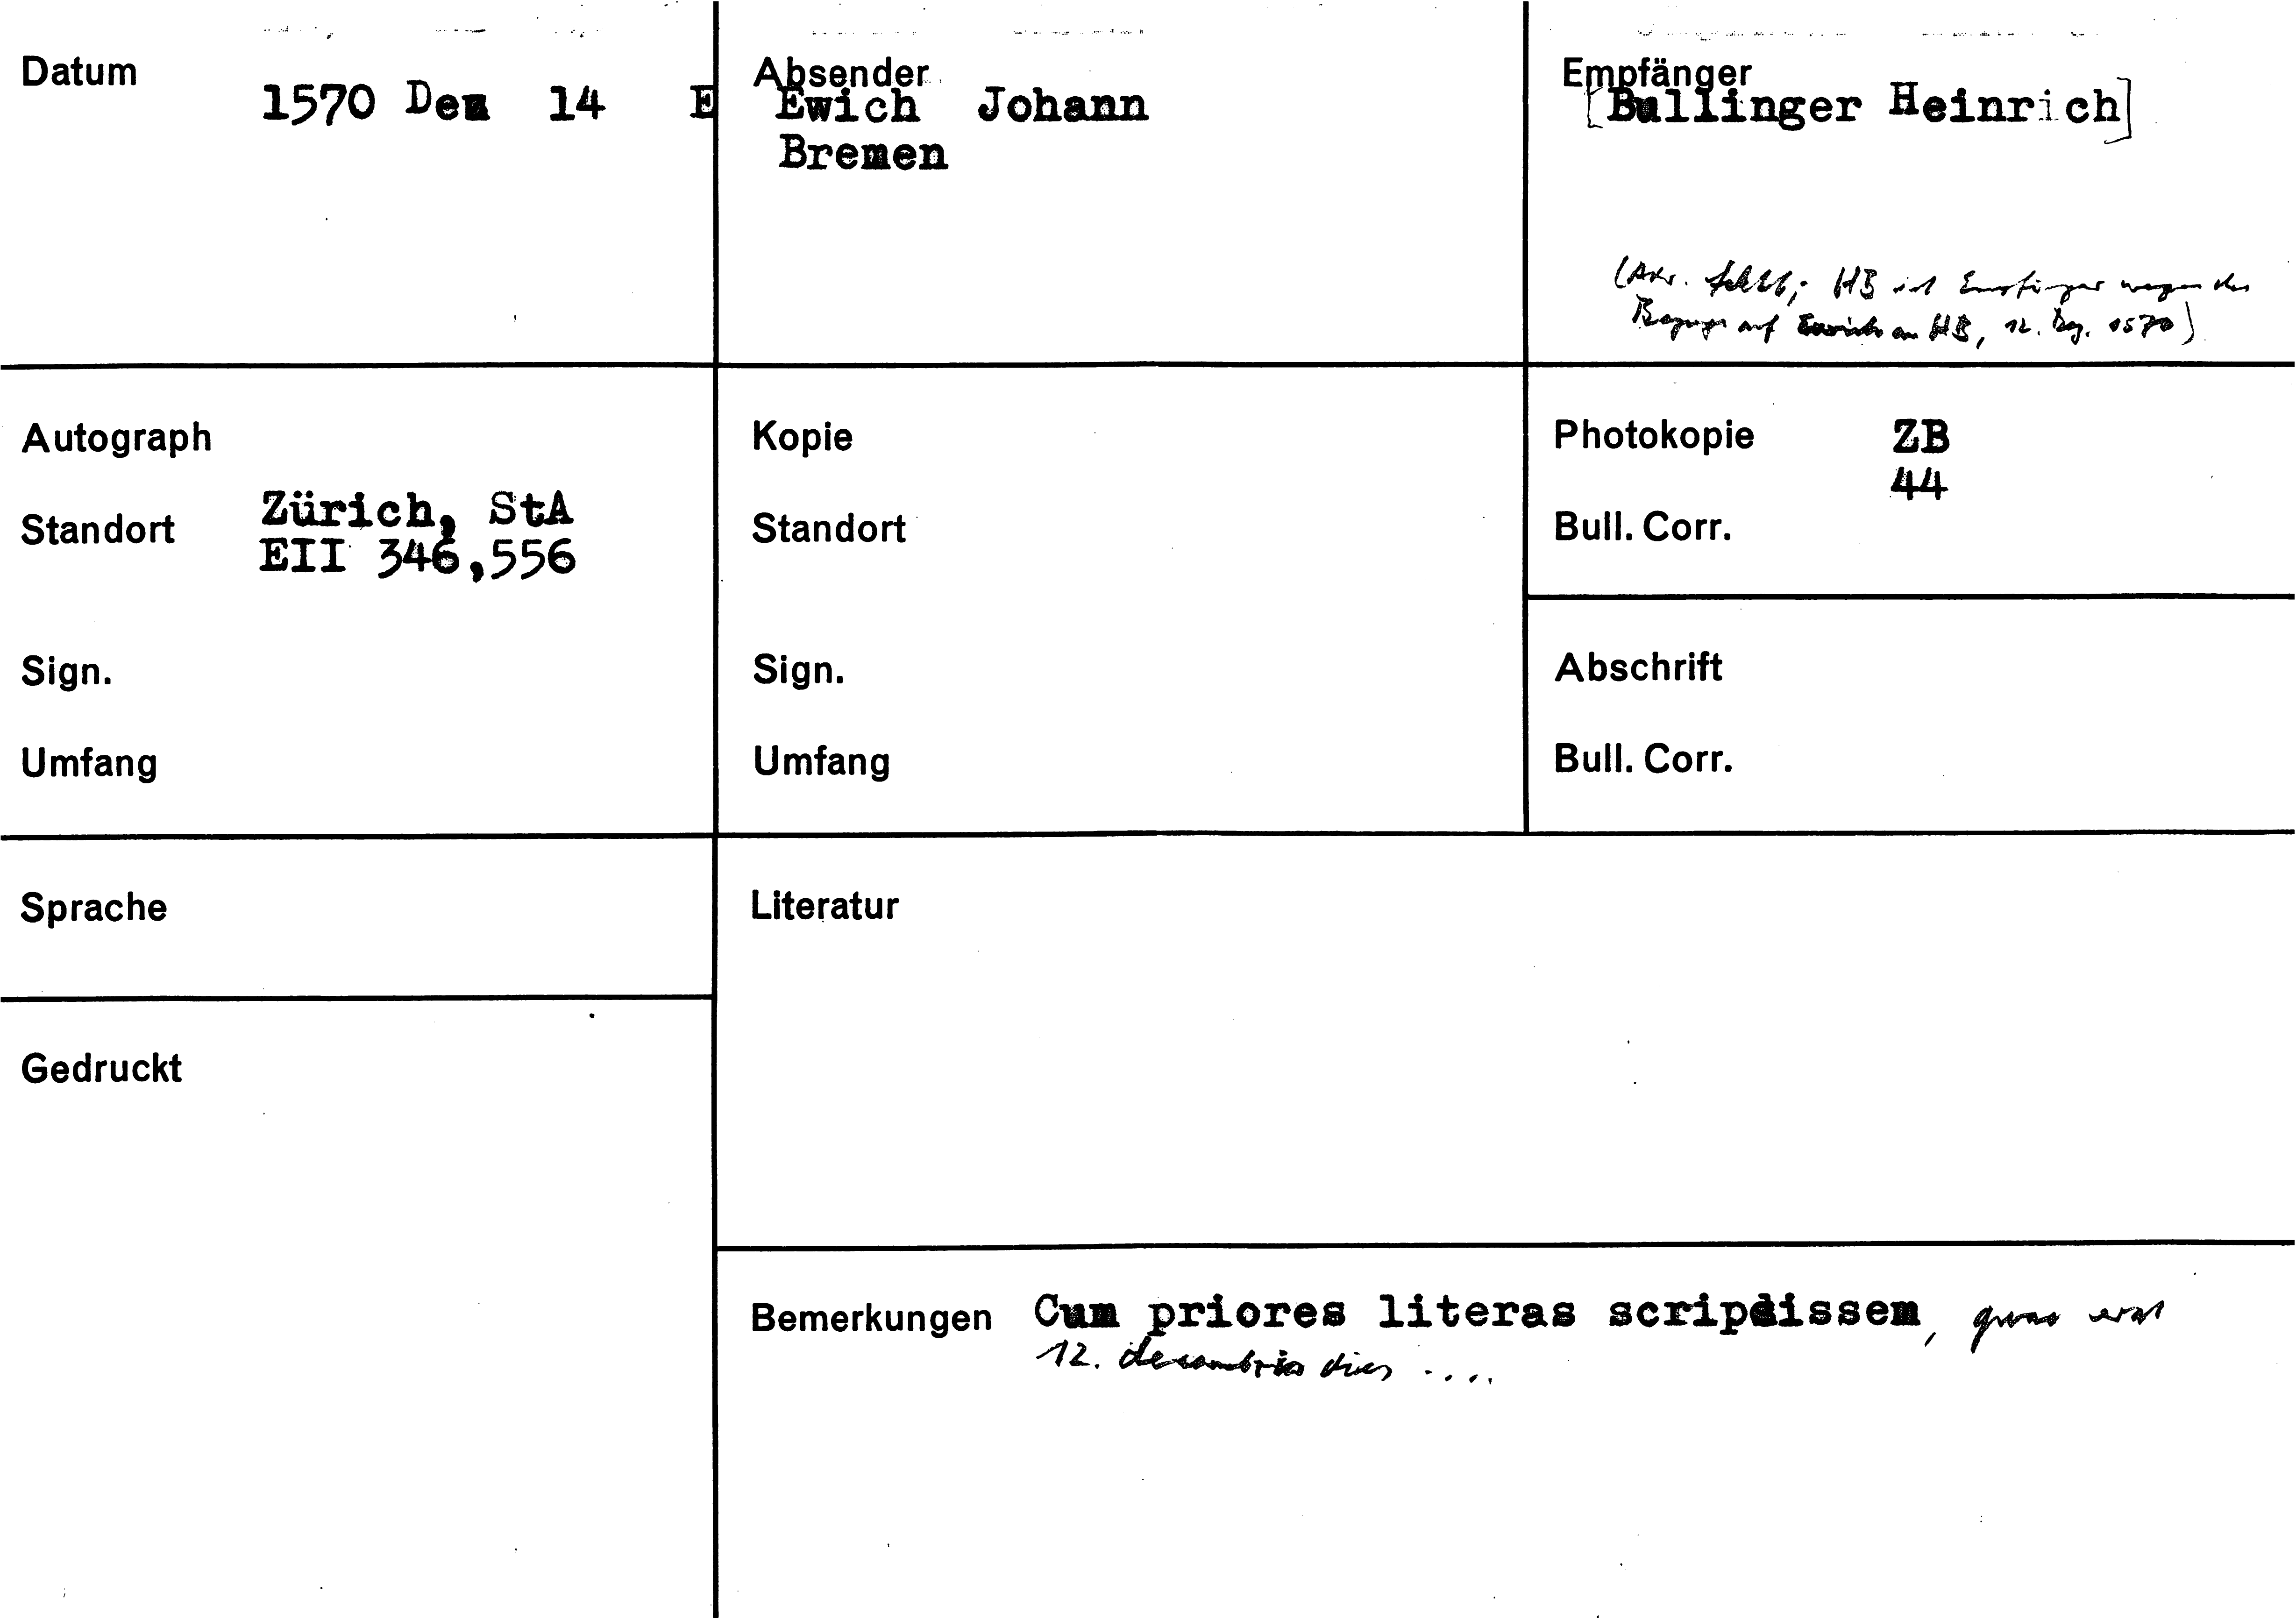 Datum
1570 Dez 14 E
Absender
Ewich Johann
Bremen
Empfänger
[Bullinger Heinrich]
(Adr. fehlt; HB ist Empfänger wegen des
Bezugs auf Ewich an HB, 12. Dez. 1570)
Autograph
Standort Zürich, StA
EII 346,556
Sign.
Umfang
Kopie
Standort
Sign.
Umfang
Photokopie ZB
44
Bull. Corr.
Abschrift
Bull. Corr.
Sprache
Literatur
Gedruckt
Bemerkungen Cum priores literas scripsissem, quae erat
12. decembris dies ....